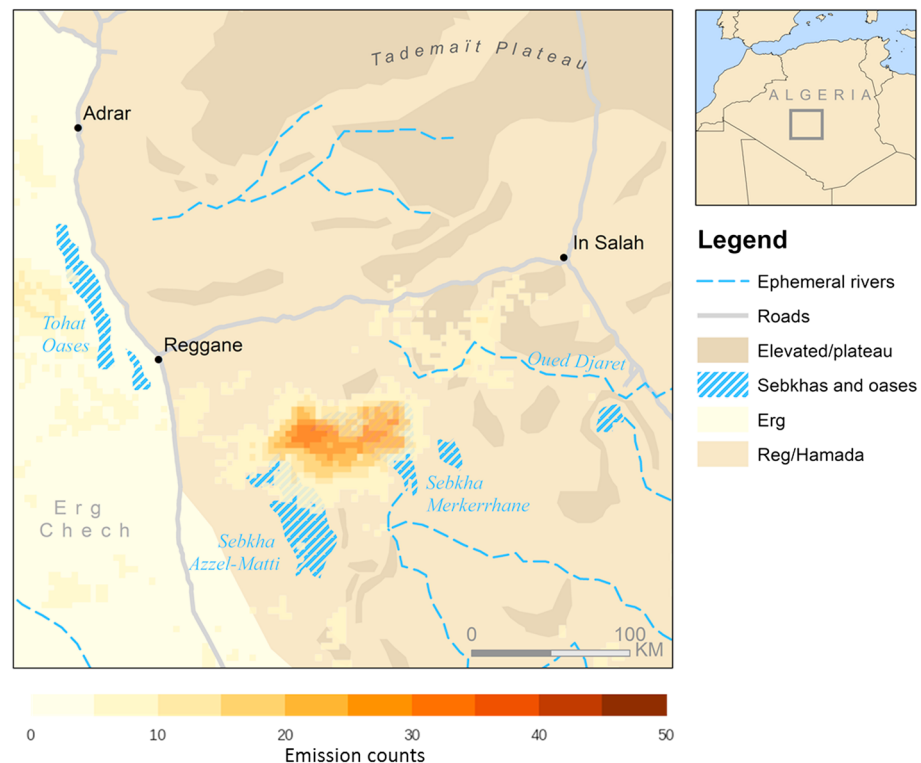 Tademaït Plateau
Adrar
In Salah
Tohat
Oases
Reggane
Oued Djaret
Sebkha
Merkerrhane
Erg
Chech
Sebkha
Azzel-Matti
0 100
KM
ALGERIA
Legend
Ephemeral rivers
Roads
Elevated/plateau
Sebkhas and oases
Erg
Reg/Hamada
0 10 20 30 40 50
Emission counts